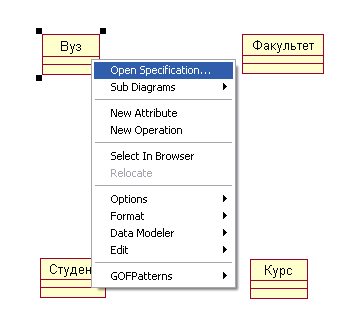 Вуз
Факультет
Open Specification...
Sub Diagrams
New Attribute
New Operation
Select In Browser
Relocate
Options
Format
Data Modeler
Edit
GOFPatterns
Студен
Курс